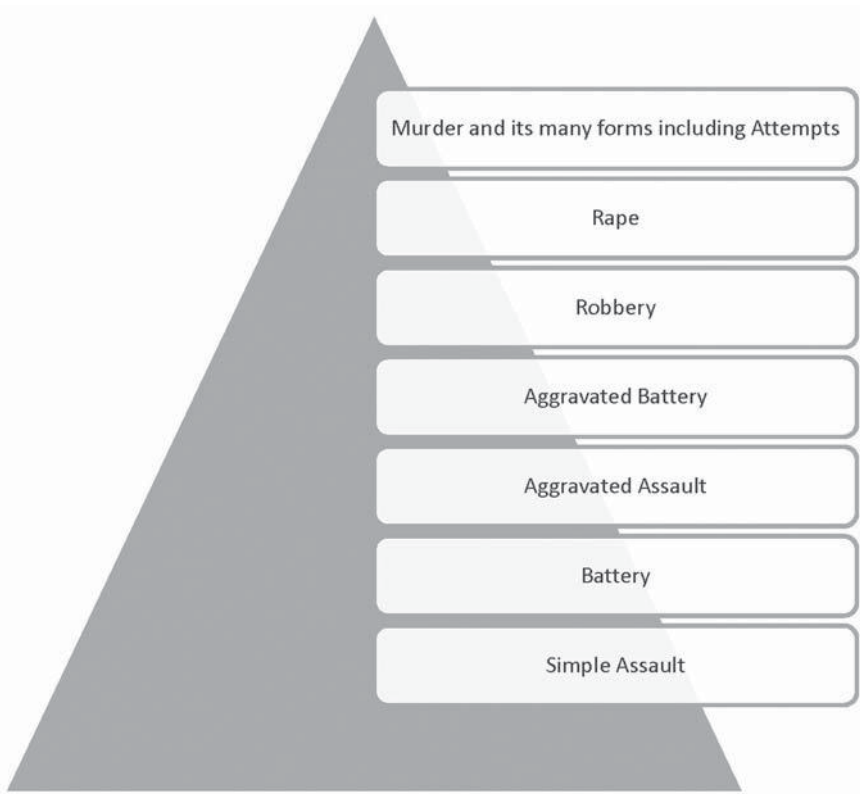 Murder and its many forms including Attempts
Rape
Robbery
Aggravated Battery
Aggravated Assault
Battery
Simple Assault